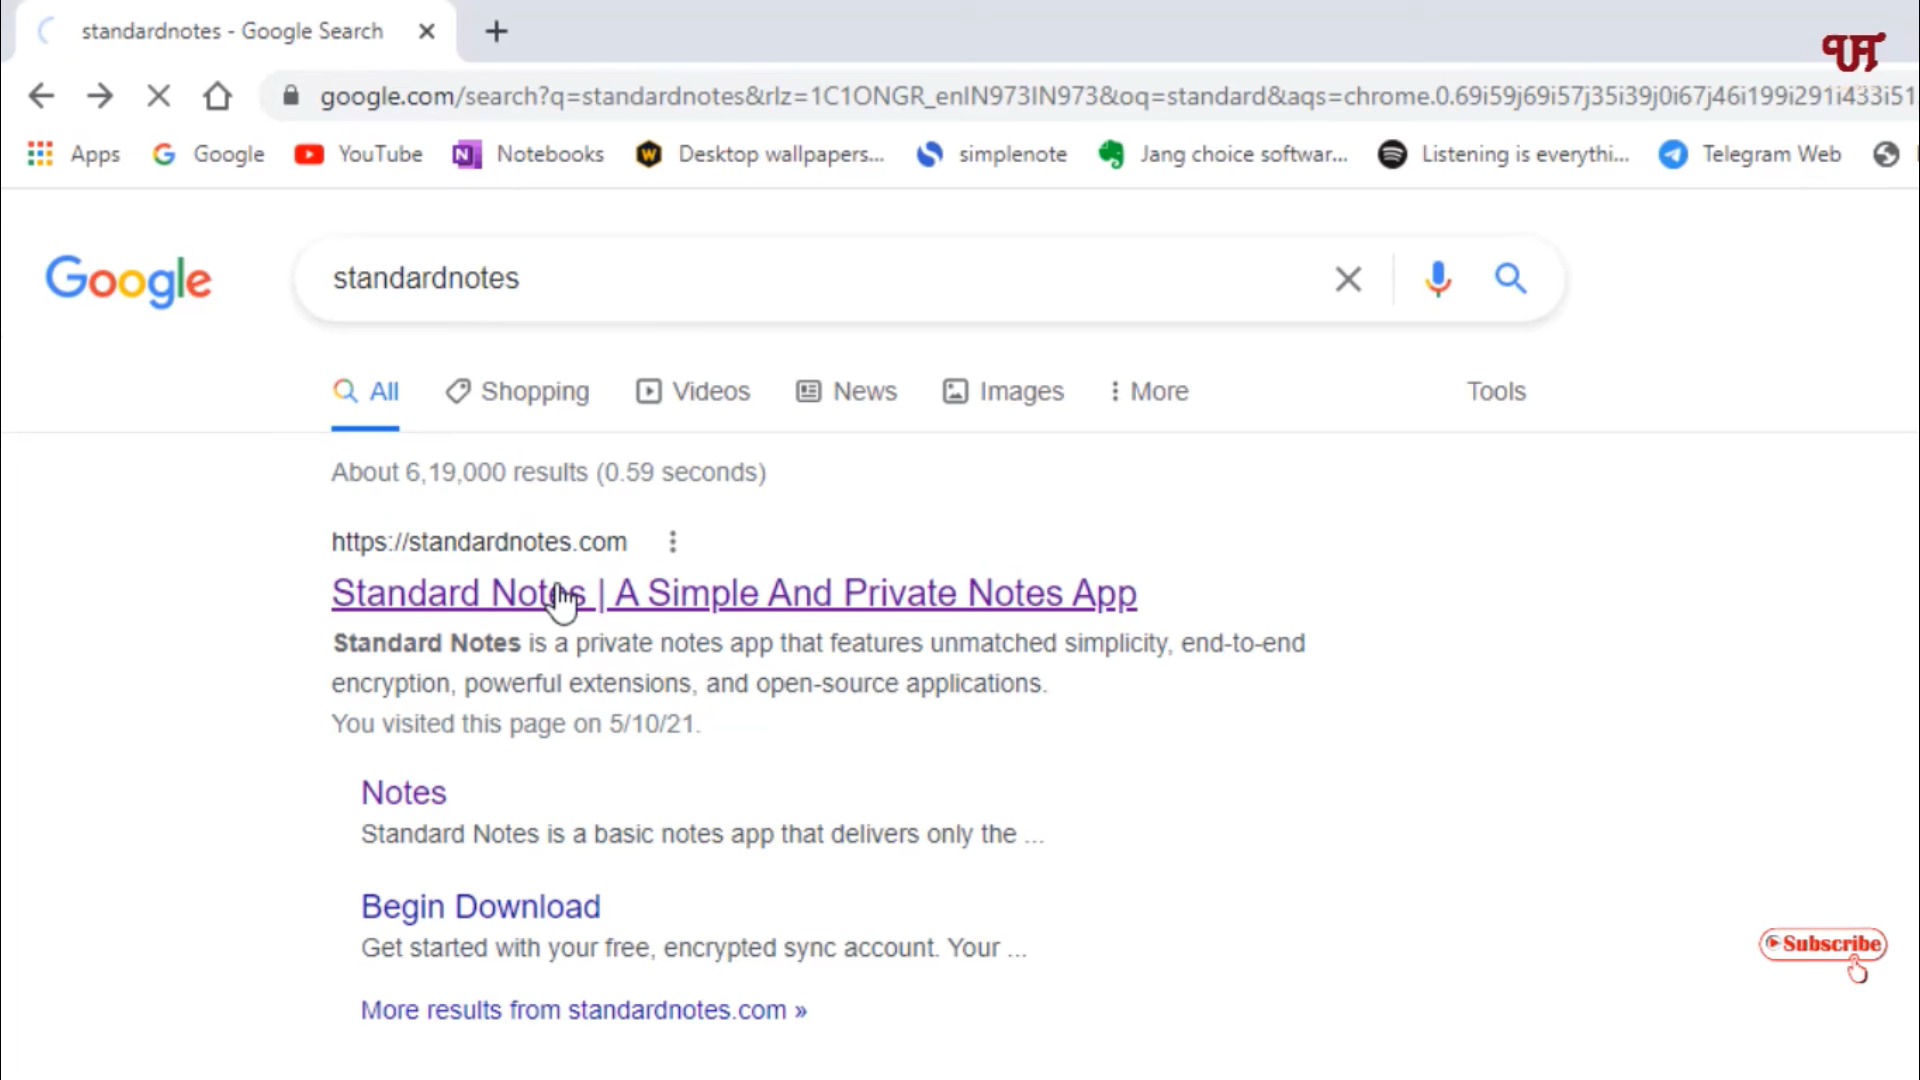 standardnotes - Google Search
google.com/search?q=standardnotes&rlz=1C1ONGR_enIN973IN973&oq=standard&aqs=chrome.0.69i59j69i57j35i39j0i67j46i199i291i433i51
Apps Google YouTube Notebooks Desktop wallpapers... simplenote Jang choice softwar... Listening is everythi... Telegram Web
Google standardnotes
All Shopping Videos News Images More Tools
About 6,19,000 results (0.59 seconds)
https://standardnotes.com
Standard Notes | A Simple And Private Notes App
Standard Notes is a private notes app that features unmatched simplicity, end-to-end
encryption, powerful extensions, and open-source applications.
You visited this page on 5/10/21.
Notes
Standard Notes is a basic notes app that delivers only the ...
Begin Download
Get started with your free, encrypted sync account. Your ...
Subscribe
More results from standardnotes.com »